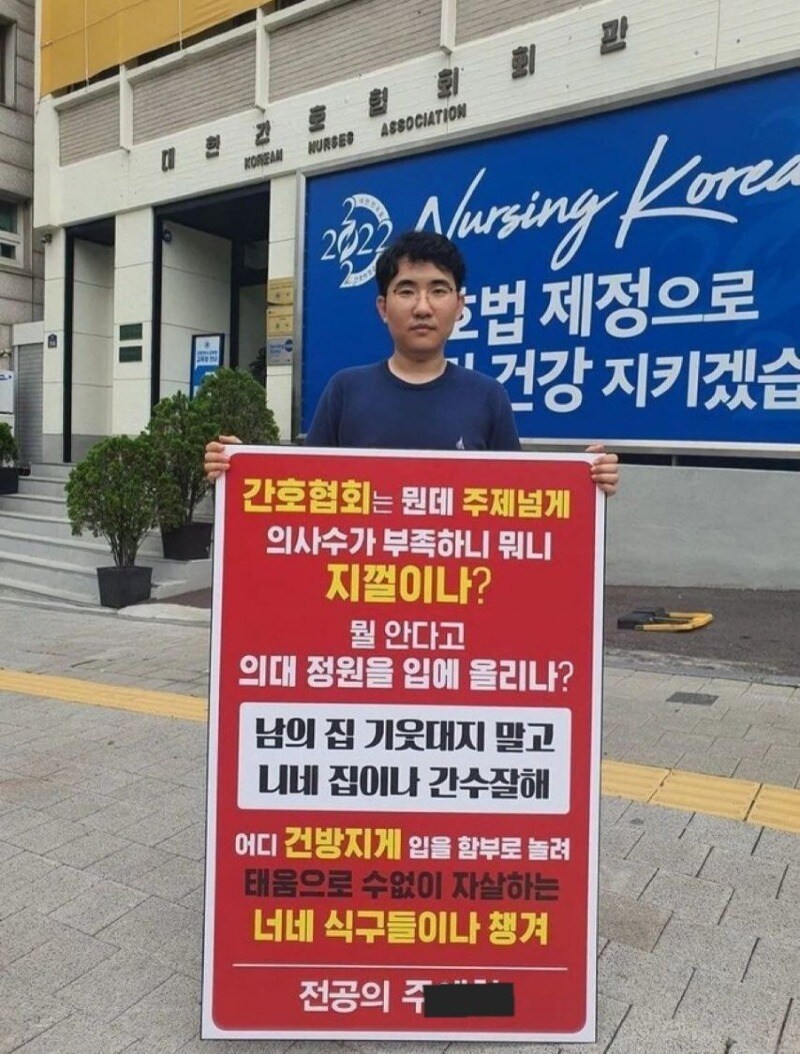 대한간호협회회관
KOREAN NURSES ASSOCIATION
Nursing Korea
2022
호법 제정으로
건강 지키겠습
간호협회는 뭔데 주제넘게
의사수가 부족하니 뭐니
지껄이나?
뭘 안다고
의대 정원을 입에 올리나?
남의 집 기웃대지 말고
니네 집이나 간수잘해
어디 건방지게 입을 함부로 놀려
태움으로 수없이 자살하는
너네 식구들이나 챙겨
전공의 주